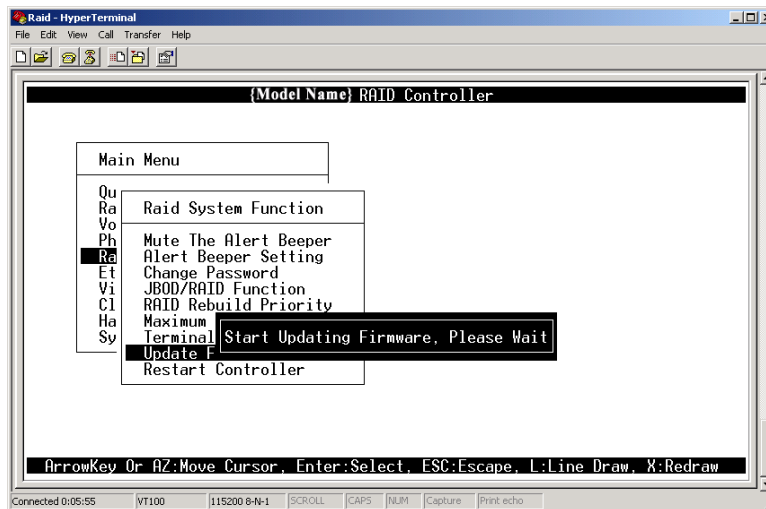 Raid - HyperTerminal
File Edit View Call Transfer Help
{Model Name} RAID Controller
Main Menu
Qu
Ra
Vo
Ph
Ra
Et
Vi
Cl
Ha
Sy
Raid System Function
Mute The Alert Beeper
Alert Beeper Setting
Change Password
JBOD/RAID Function
RAID Rebuild Priority
Maximum
Terminal
Update F
Restart Controller
Start Updating Firmware, Please Wait
ArrowKey Or AZ:Move Cursor, Enter:Select, ESC:Escape, L:Line Draw, X:Redraw
Connected 0:05:55 VT100 115200 8-N-1 SCROLL CAPS NUM Capture Print echo